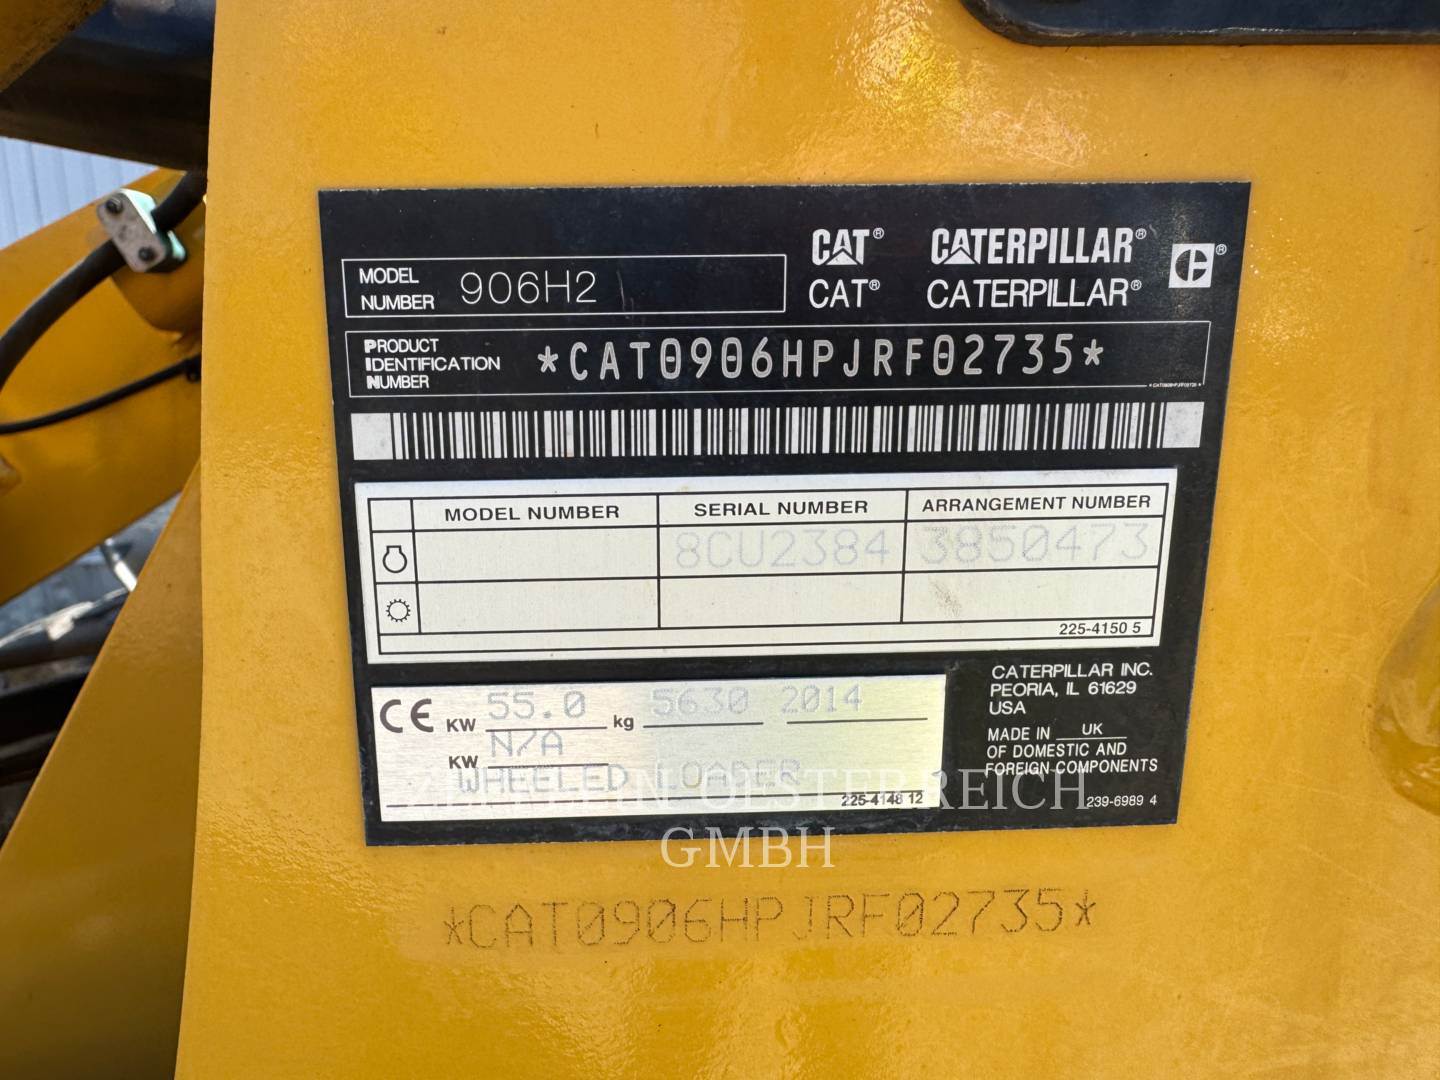 MODEL NUMBER 906H2
CAT® CATERPILLAR®
CAT® CATERPILLAR®
PRODUCT IDENTIFICATION NUMBER *CAT0906HPJRF02735*
*CAT0906HPJRF02735*
MODEL NUMBER SERIAL NUMBER ARRANGEMENT NUMBER
8CU2384 3850473
225-4150 5
CE KW 55.0 kg 5630 2014
KW N/A
WHEELED LOADER
225-4148 12
CATERPILLAR INC.
PEORIA, IL 61629
USA
MADE IN UK
OF DOMESTIC AND
FOREIGN COMPONENTS
239-6989 4
ZEPPELIN OESTERREICH
GMBH
*CAT0906HPJRF02735*